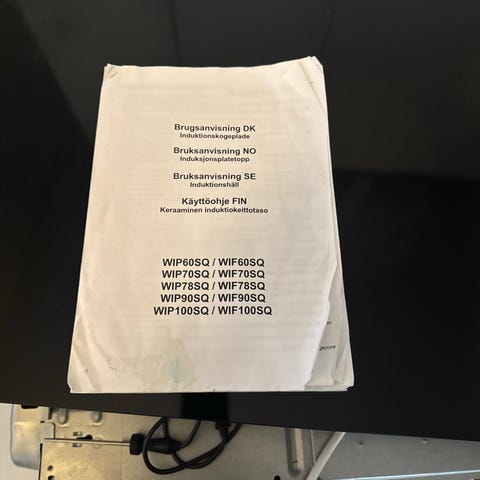 Brugsanvisning DK
Induktionskogeplade
Bruksanvisning NO
Induksjonsplatetopp
Bruksanvisning SE
Induktionshäll
Käyttöohje FIN
Keraaminen induktiokeittotaso
WIP60SQ / WIF60SQ
WIP70SQ / WIF70SQ
WIP78SQ / WIF78SQ
WIP90SQ / WIF90SQ
WIP100SQ / WIF100SQ